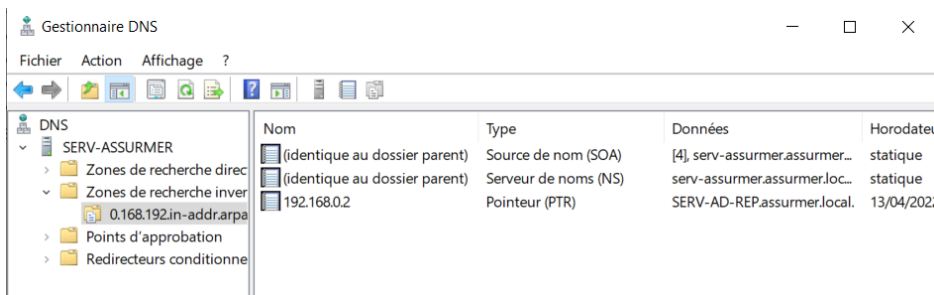 Gestionnaire DNS
Fichier Action Affichage ?
DNS
SERV-ASSURMER
Zones de recherche direc
Zones de recherche inver
0.168.192.in-addr.arpa
Points d'approbation
Redirecteurs conditionne
Nom Type Données Horodateu
(identique au dossier parent) Source de nom (SOA) [4], serv-assurmer.assurmer... statique
(identique au dossier parent) Serveur de noms (NS) serv-assurmer.assurmer.loc... statique
192.168.0.2 Pointeur (PTR) SERV-AD-REP.assurmer.local. 13/04/2022